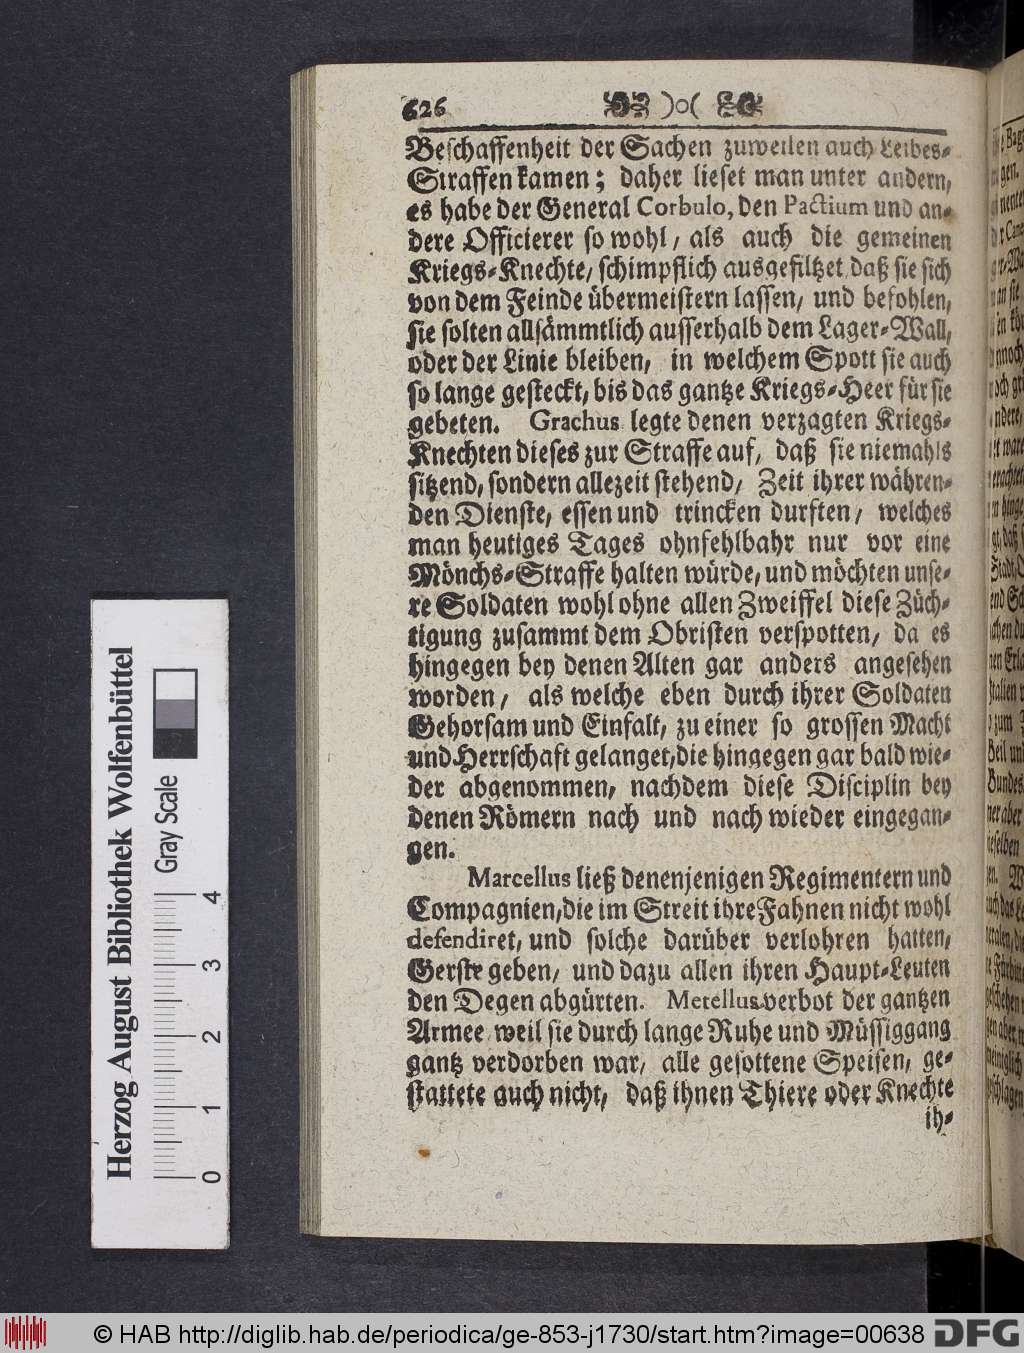 626 )o(
Beschaffenheit der Sachen zuweilen auch Leibes-
Straffen kamen; daher lieset man unter andern,
es habe der General Corbulo, den Pactium und an-
dere Officierer so wohl, als auch die gemeinen
Kriegs-Knechte, schimpflich ausgefiltzet, daß sie sich
von dem Feinde übermeistern lassen, und befohlen,
sie solten allsämmtlich ausserhalb dem Lager-Wall,
oder der Linie bleiben, in welchem Spott sie auch
so lange gesteckt, bis das gantze Kriegs-Heer für sie
gebeten. Grachus legte denen verzagten Kriegs-
Knechten dieses zur Straffe auf, daß sie niemahls
sitzend, sondern allezeit stehend, Zeit ihrer währen-
den Dienste, essen und trincken durften, welches
man heutiges Tages ohnfehlbahr nur vor eine
Mönchs-Straffe halten würde, und möchten unse-
re Soldaten wohl ohne allen Zweiffel diese Züch-
tigung zusammt dem Obristen verspotten, da es
hingegen bey denen Alten gar anders angesehen
worden, als welche eben durch ihrer Soldaten
Gehorsam und Einfalt, zu einer so grossen Macht
und Herrschaft gelanget, die hingegen gar bald wie-
der abgenommen, nachdem diese Disciplin bey
denen Römern nach und nach wieder eingegan-
gen.
Marcellus ließ denenjenigen Regimentern und
Compagnien, die im Streit ihre Fahnen nicht wohl
defendiret, und solche darüber verlohren hatten,
Gerste geben, und dazu allen ihren Haupt-Leuten
den Degen abgürten. Metellus verbot der gantzen
Armee, weil sie durch lange Ruhe und Müssiggang
gantz verdorben war, alle gesottene Speisen, ge-
stattete auch nicht, daß ihnen Thiere oder Knechte
ih-
Herzog August Bibliothek Wolfenbüttel
Gray Scale
0 1 2 3 4
© HAB http://diglib.hab.de/periodica/ge-853-j1730/start.htm?image=00638
DFG